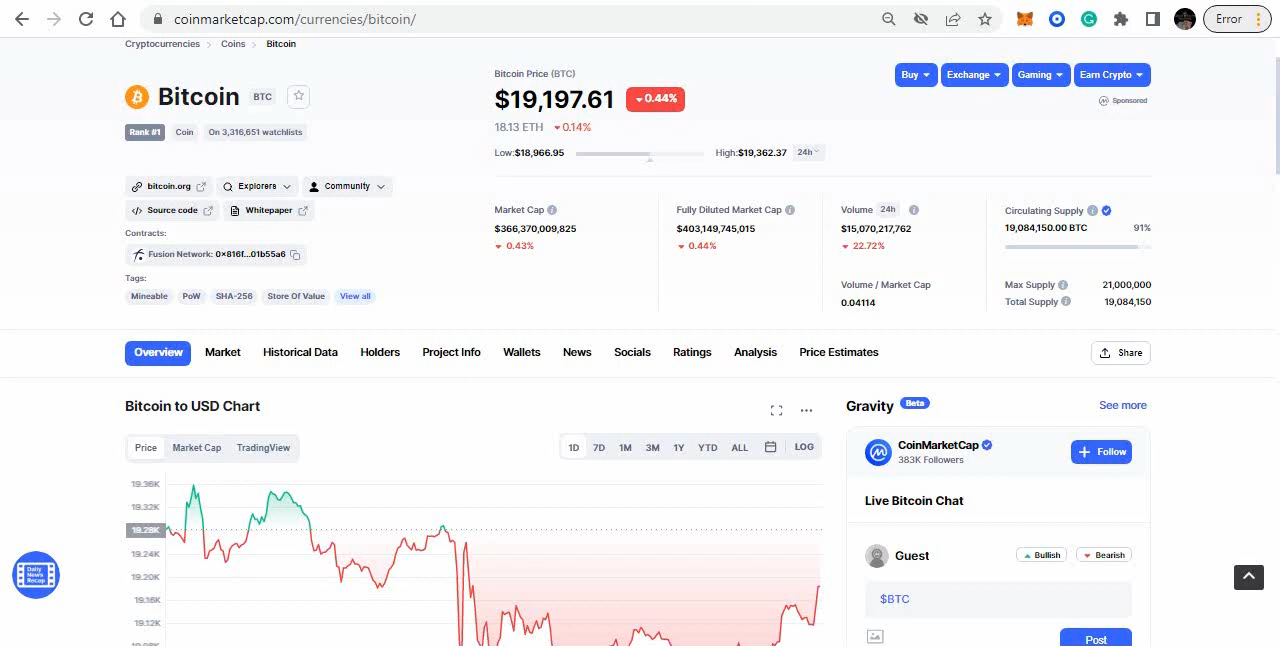 coinmarketcap.com/currencies/bitcoin/
Error
Cryptocurrencies > Coins > Bitcoin
Bitcoin BTC
Rank #1 Coin On 3,316,651 watchlists
bitcoin.org Explorers Community
Source code Whitepaper
Contracts:
Fusion Network: 0x816f...01b55a6
Tags:
Mineable PoW SHA-256 Store Of Value View all
Bitcoin Price (BTC)
$19,197.61 0.44%
18.13 ETH 0.14%
Low:$18,966.95 High:$19,362.37 24h
Buy Exchange Gaming Earn Crypto
Sponsored
Market Cap
$366,370,009,825
0.43%
Fully Diluted Market Cap
$403,149,745,015
0.44%
Volume 24h
$15,070,217,762
22.72%
Volume / Market Cap
0.04114
Circulating Supply
19,084,150.00 BTC 91%
Max Supply 21,000,000
Total Supply 19,084,150
Overview Market Historical Data Holders Project Info Wallets News Socials Ratings Analysis Price Estimates Share
Bitcoin to USD Chart
Price Market Cap TradingView
1D 7D 1M 3M 1Y YTD ALL LOG
19.36K
19.32K
19.28K
19.24K
19.20K
19.16K
19.12K
19.08K
Gravity Beta See more
CoinMarketCap
383K Followers
Follow
Live Bitcoin Chat
Guest Bullish Bearish
$BTC
Post
Daily
News
Recap